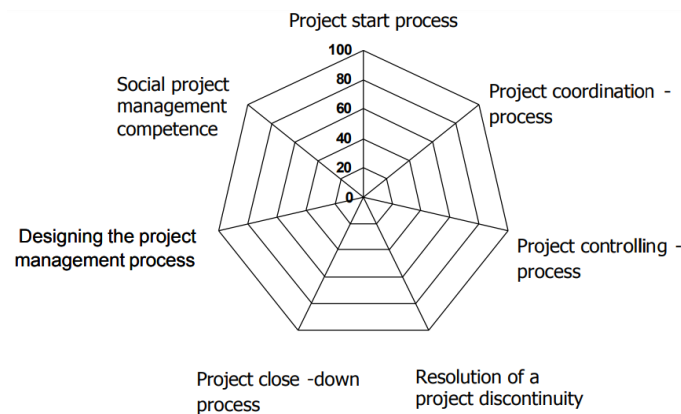 Project start process
100
80
60
40
20
0
Project coordination -
process
Project controlling -
process
Resolution of a
project discontinuity
Project close -down
process
Designing the project
management process
Social project
management
competence